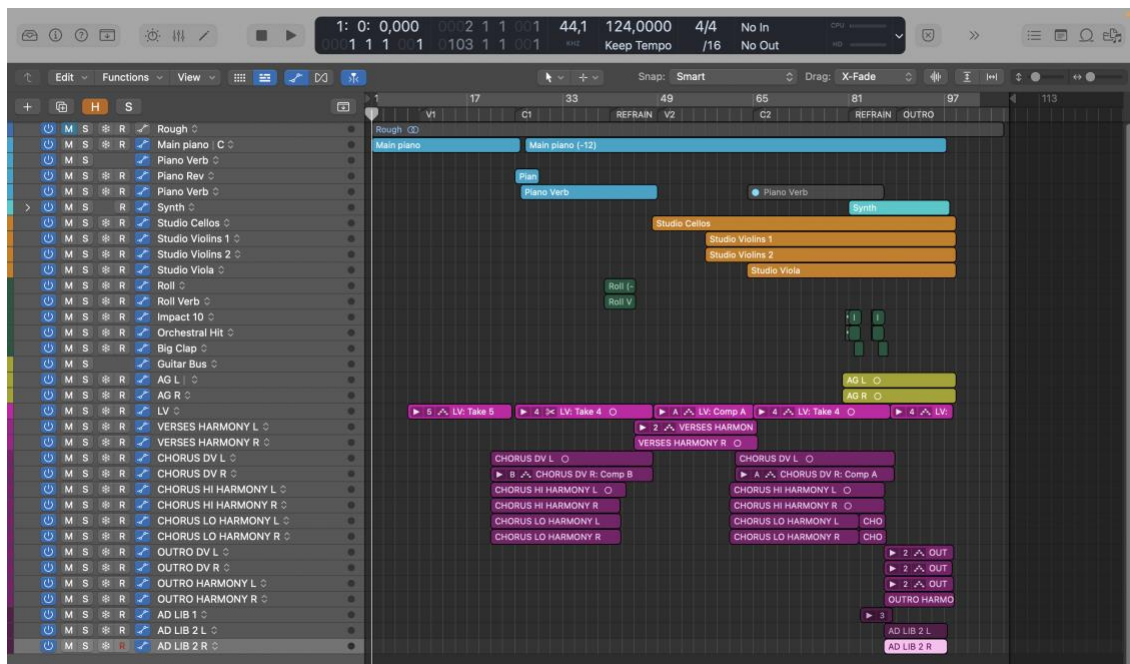 1: 0: 0,000 0002 1 1 001 44,1 124,0000 4/4 No In CPU
0001 1 1 001 0103 1 1 001 KHZ Keep Tempo /16 No Out HD
Edit Functions View Snap: Smart Drag: X-Fade
H S 1 17 33 49 65 81 97 113
V1 C1 REFRAIN V2 C2 REFRAIN OUTRO
M S R Rough Rough
M S R Main piano | C Main piano Main piano (-12)
M S Piano Verb
M S R Piano Rev Pian
M S R Piano Verb Piano Verb Piano Verb
M S R Synth Synth
M S R Studio Cellos Studio Cellos
M S R Studio Violins 1 Studio Violins 1
M S R Studio Violins 2 Studio Violins 2
M S R Studio Viola Studio Viola
M S R Roll Roll (-
M S R Roll Verb Roll V
M S R Impact 10 I I
M S R Orchestral Hit
M S R Big Clap
M S Guitar Bus
M S R AG L | AG L
M S R AG R AG R
M S R LV 5 LV: Take 5 4 LV: Take 4 A LV: Comp A 4 LV: Take 4 4 LV:
M S R VERSES HARMONY L 2 VERSES HARMON
M S R VERSES HARMONY R VERSES HARMONY R
M S R CHORUS DV L CHORUS DV L CHORUS DV L
M S R CHORUS DV R B CHORUS DV R: Comp B A CHORUS DV R: Comp A
M S R CHORUS HI HARMONY L CHORUS HI HARMONY L CHORUS HI HARMONY L
M S R CHORUS HI HARMONY R CHORUS HI HARMONY R CHORUS HI HARMONY R
M S R CHORUS LO HARMONY L CHORUS LO HARMONY L CHORUS LO HARMONY L CHO
M S R CHORUS LO HARMONY R CHORUS LO HARMONY R CHORUS LO HARMONY R CHO
M S R OUTRO DV L 2 OUT
M S R OUTRO DV R 2 OUT
M S R OUTRO HARMONY L 2 OUT
M S R OUTRO HARMONY R OUTRO HARMO
M S R AD LIB 1 3
M S R AD LIB 2 L AD LIB 2 L
M S R AD LIB 2 R AD LIB 2 R